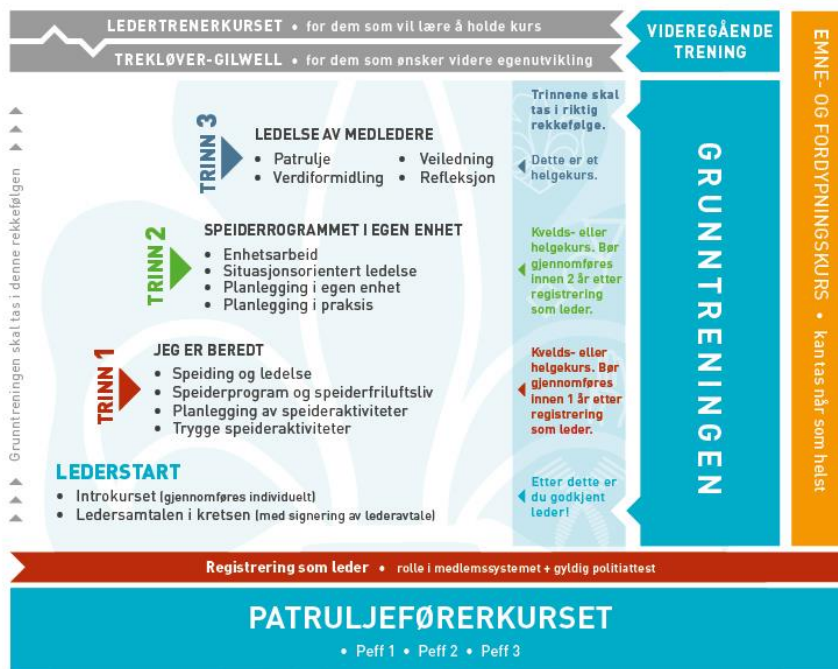 LEDERTRENERKURSET • for dem som vil lære å holde kurs
TREKLØVER-GILWELL • for dem som ønsker videre egenutvikling
VIDEREGÅENDE
TRENING
EMNE- OG FORDYPNINGSKURS • kan tas når som helst
Grunntreningen skal tas i denne rekkefølgen
GRUNNTRENINGEN
TRINN 3
LEDELSE AV MEDLEDERE
• Patrulje
• Veiledning
• Verdiformidling
• Refleksjon
Trinnene skal
tas i riktig
rekkefølge.
Dette er et
helgekurs.
TRINN 2
SPEIDERPROGRAMMET I EGEN ENHET
• Enhetsarbeid
• Situasjonsorientert ledelse
• Planlegging i egen enhet
• Planlegging i praksis
Kvelds- eller
helgekurs. Bør
gjennomføres
innen 2 år etter
registrering
som leder.
TRINN 1
JEG ER BEREDT
• Speiding og ledelse
• Speiderprogram og speiderfriluftsliv
• Planlegging av speideraktiviteter
• Trygge speideraktiviteter
Kvelds- eller
helgekurs. Bør
gjennomføres
innen 1 år etter
registrering
som leder.
LEDERSTART
• Introkurset (gjennomføres individuelt)
• Ledersamtalen i kretsen (med signering av lederavtale)
Etter dette er
du godkjent
leder!
Registrering som leder • rolle i medlemssystemet + gyldig politiattest
PATRULJEFØRERKURSET
• Peff 1 • Peff 2 • Peff 3